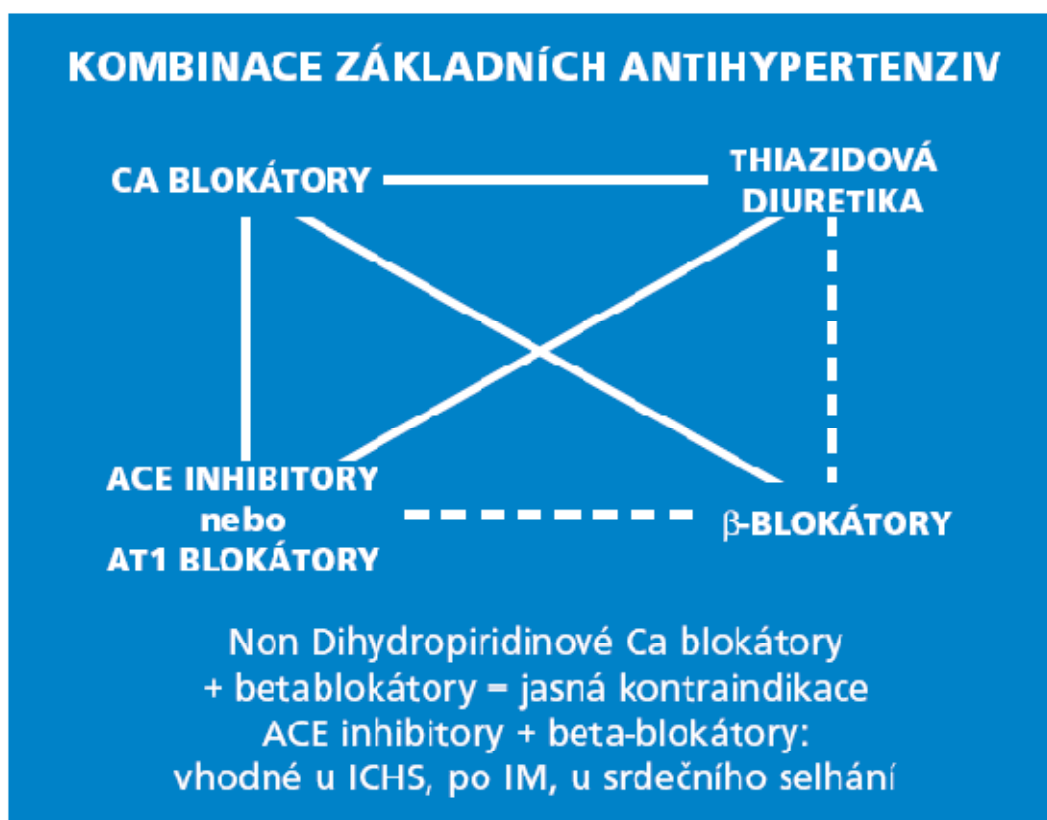 KOMBINACE ZÁKLADNÍCH ANTIHYPERTENZIV
CA BLOKÁTORY
THIAZIDOVÁ
DIURETIKA
ACE INHIBITORY
nebo
AT1 BLOKÁTORY
β-BLOKÁTORY
Non Dihydropiridinové Ca blokátory
+ betablokátory = jasná kontraindikace
ACE inhibitory + beta-blokátory:
vhodné u ICHS, po IM, u srdečního selhání